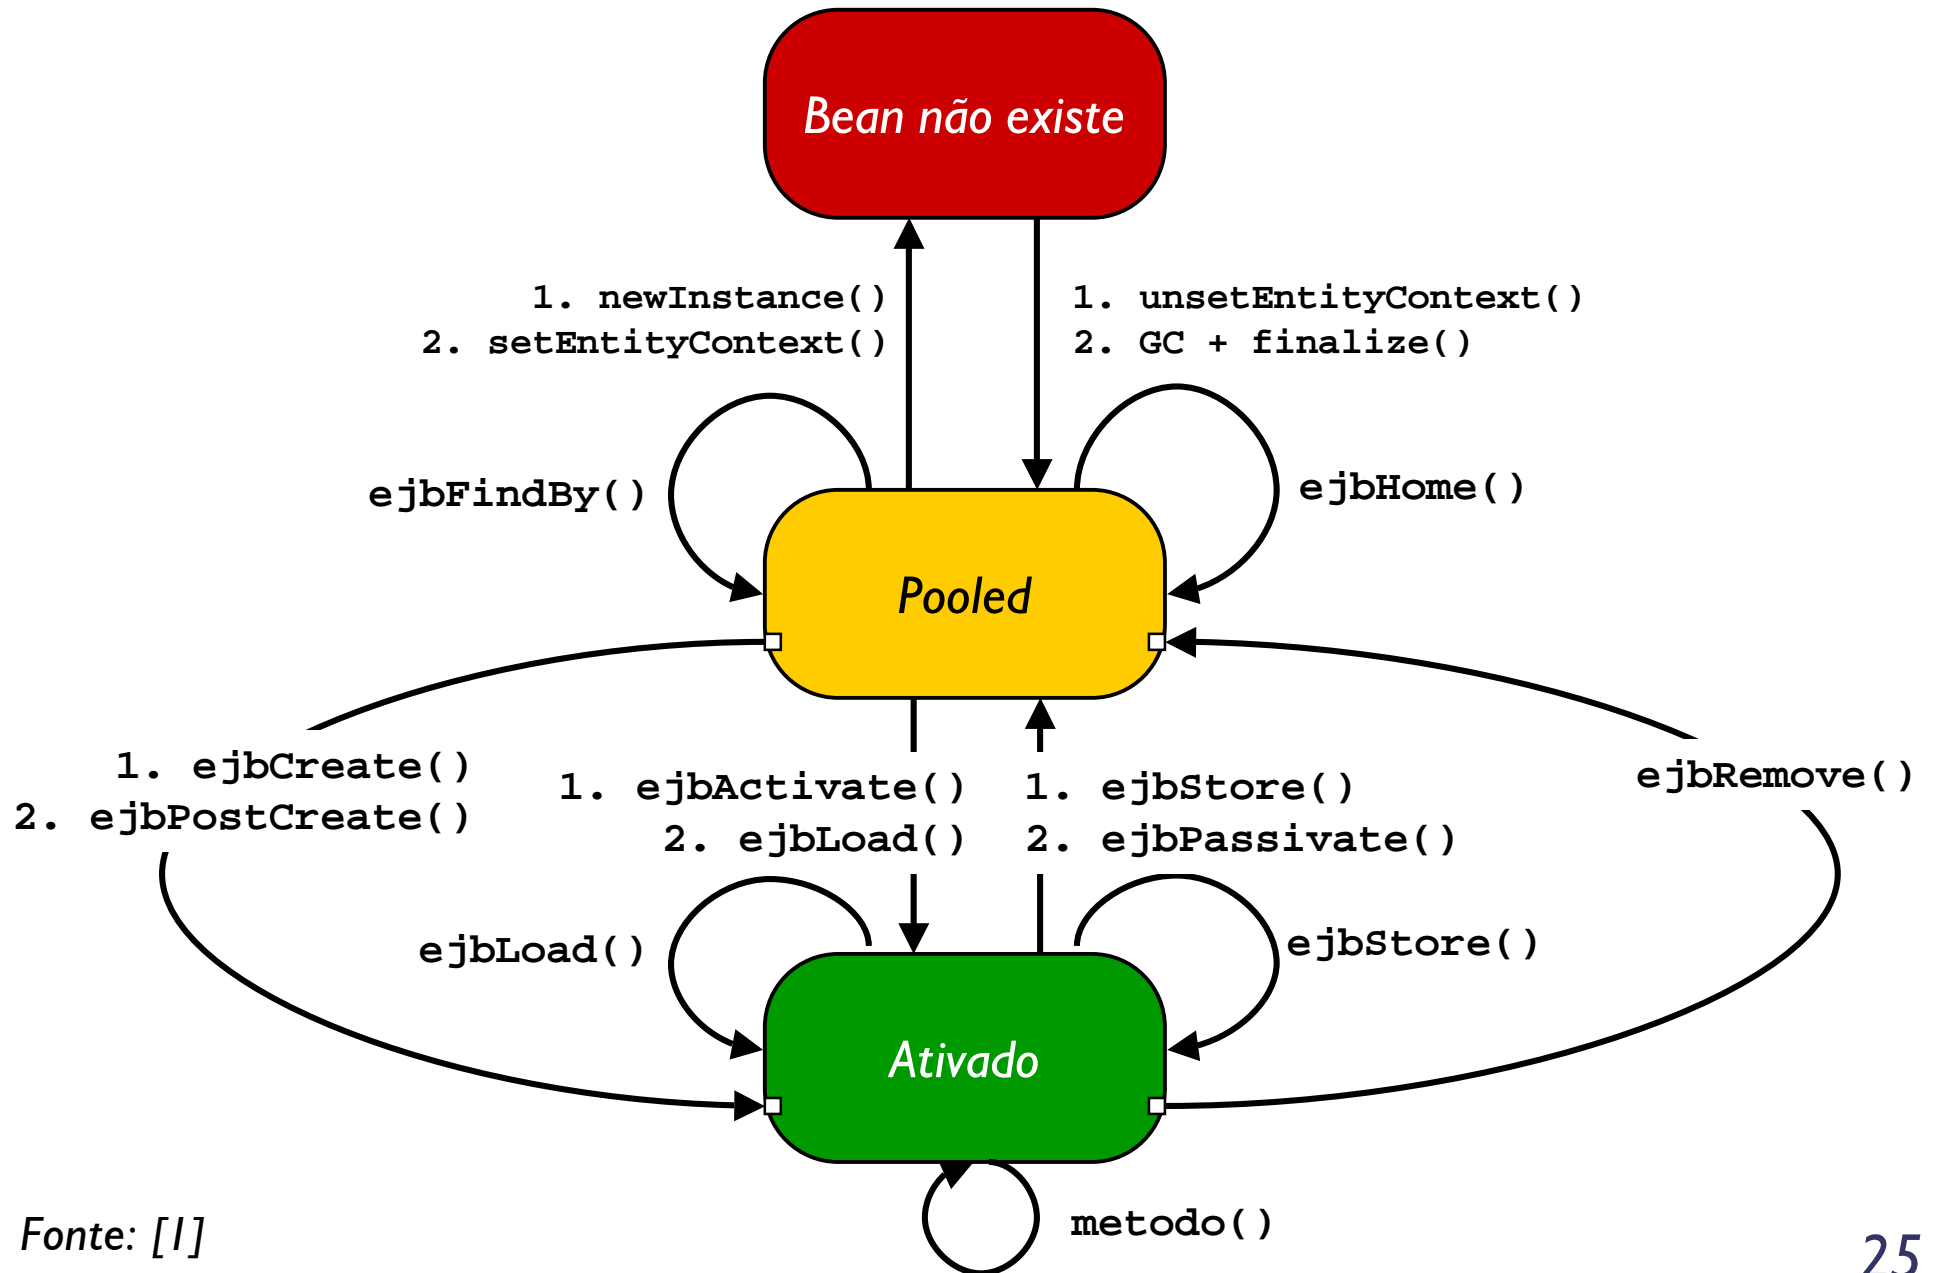 Bean não existe
1. newInstance()
2. setEntityContext()
1. unsetEntityContext()
2. GC + finalize()
ejbFindBy()
ejbHome()
Pooled
1. ejbCreate()
2. ejbPostCreate()
1. ejbActivate()
2. ejbLoad()
1. ejbStore()
2. ejbPassivate()
ejbRemove()
ejbLoad()
ejbStore()
Ativado
metodo()
Fonte: [1]
25